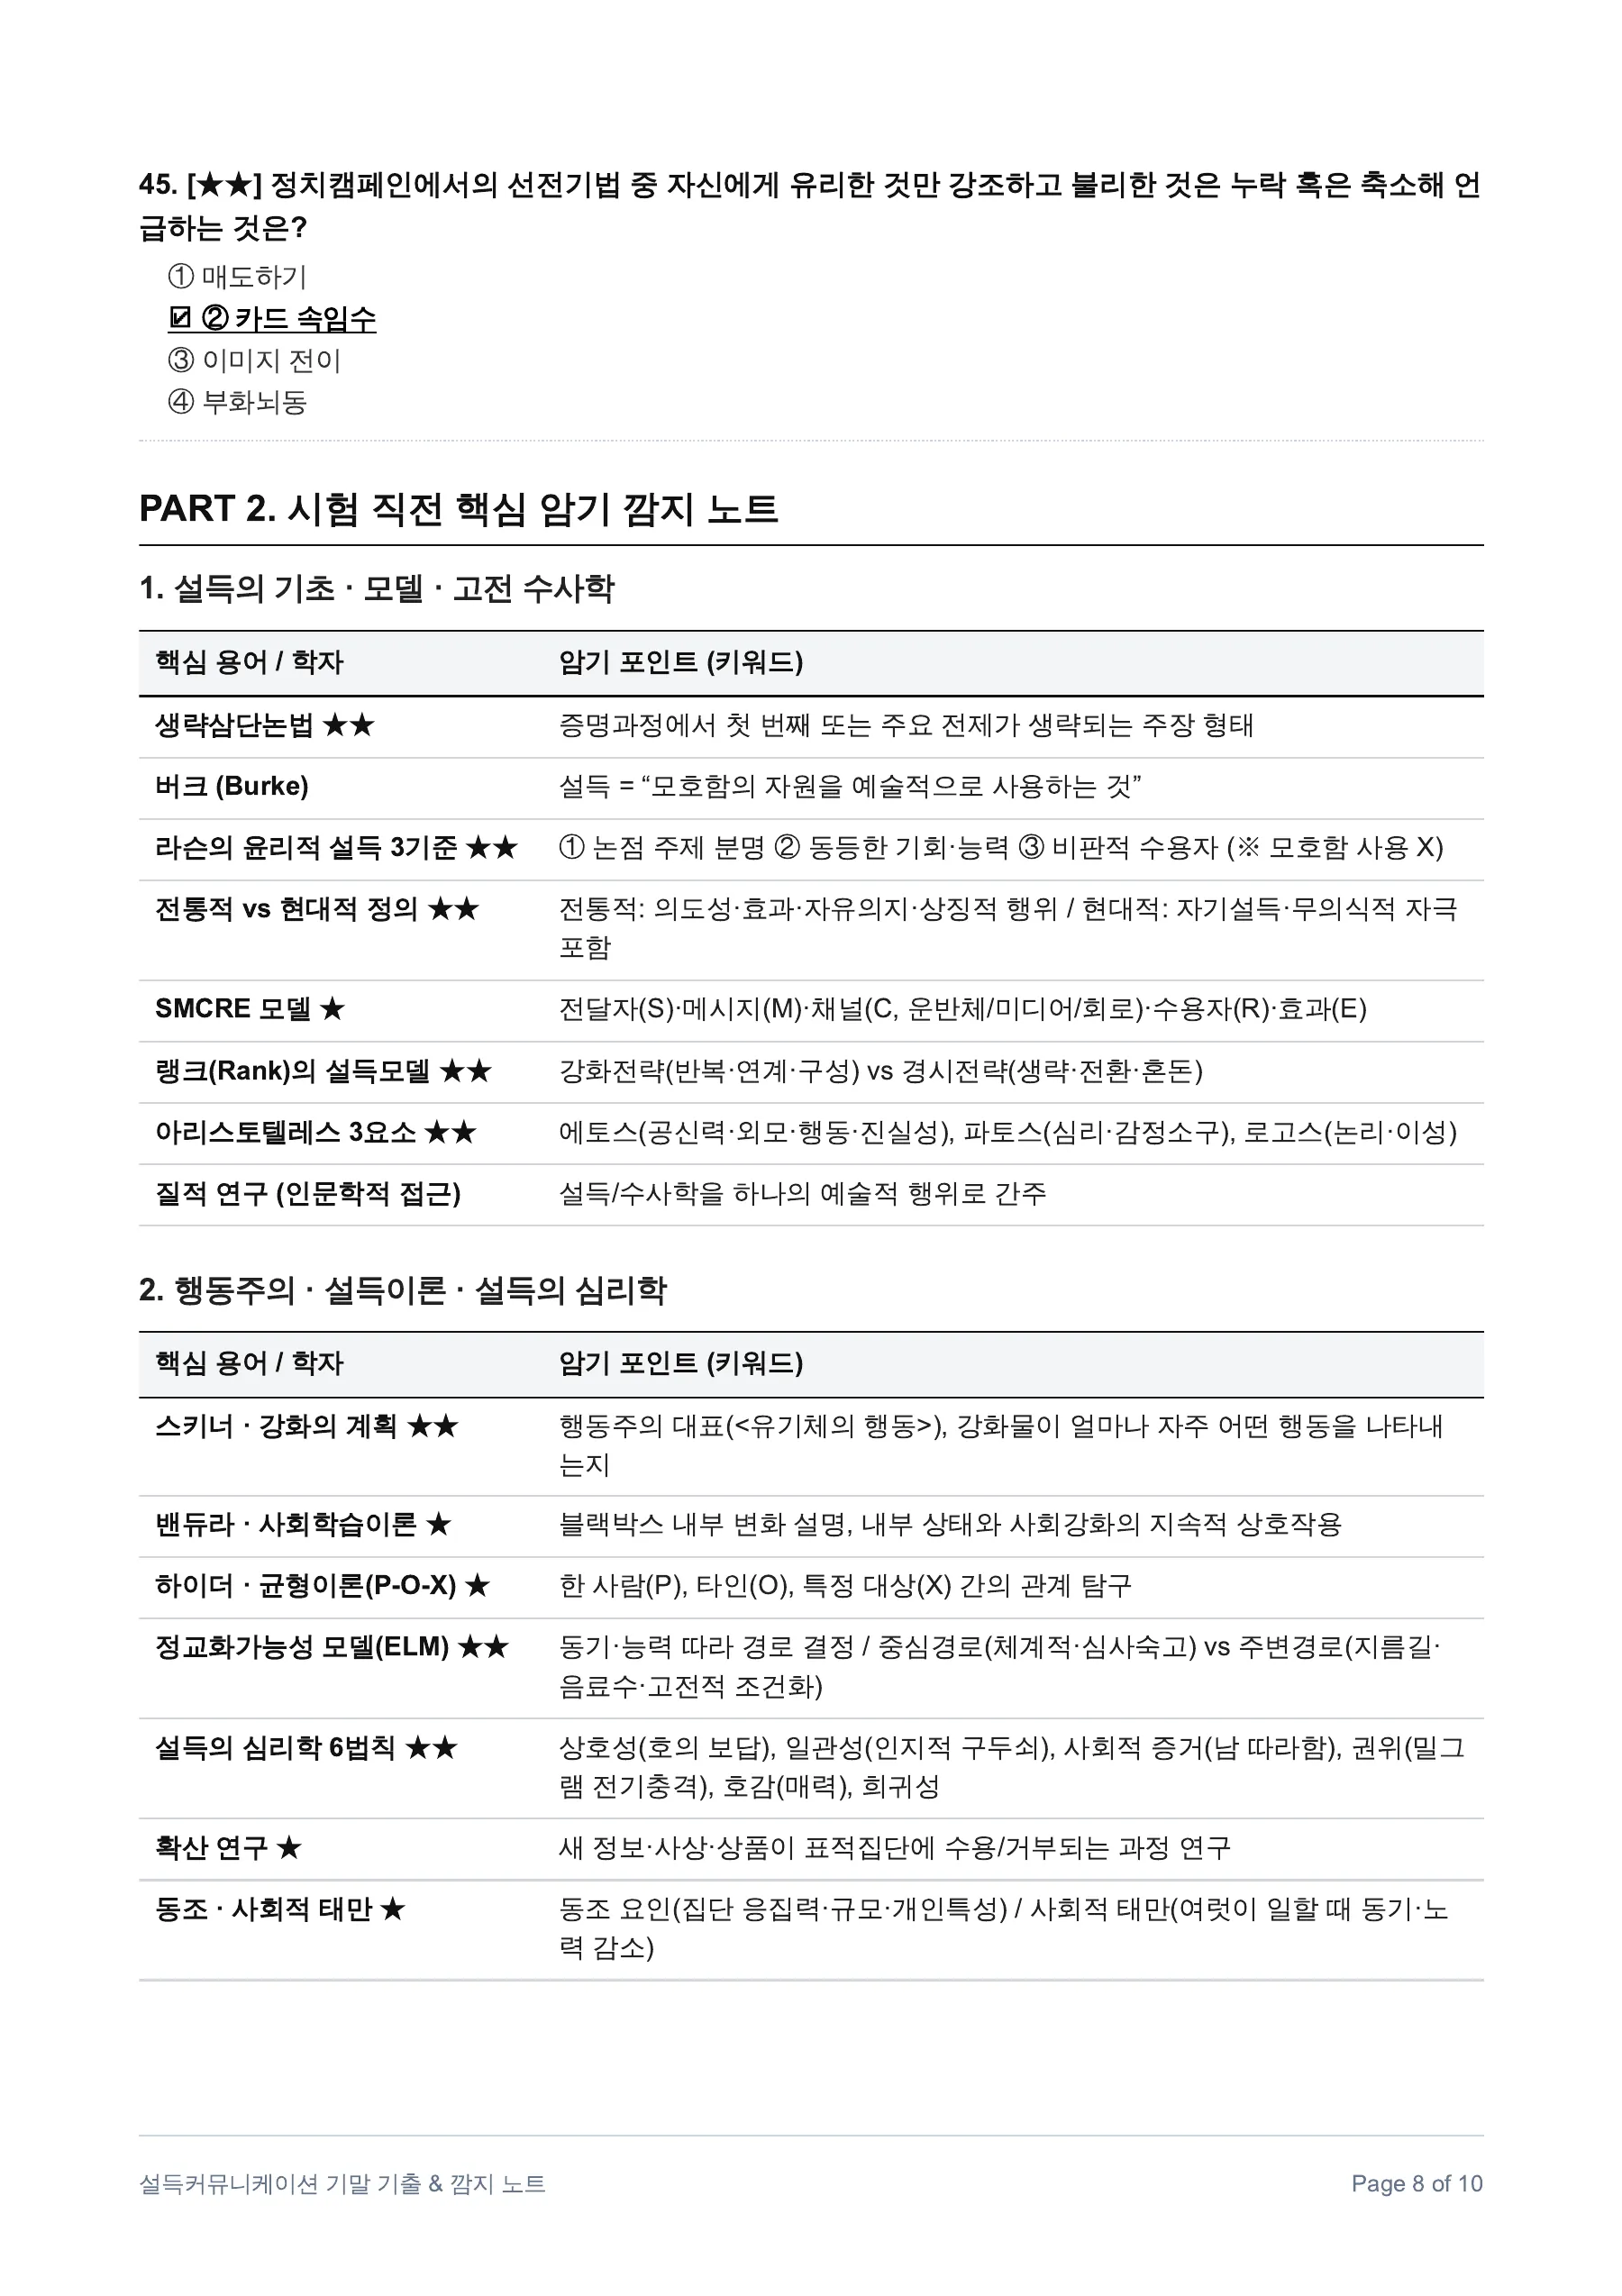 45. [★★] 정치캠페인에서의 선전기법 중 자신에게 유리한 것만 강조하고 불리한 것은 누락 혹은 축소해 언
급하는 것은?
① 매도하기
☑ ② 카드 속임수
③ 이미지 전이
④ 부화뇌동
PART 2. 시험 직전 핵심 암기 깜지 노트
1. 설득의 기초 · 모델 · 고전 수사학
핵심 용어 / 학자 암기 포인트 (키워드)
생략삼단논법 ★★ 증명과정에서 첫 번째 또는 주요 전제가 생략되는 주장 형태
버크 (Burke) 설득 = “모호함의 자원을 예술적으로 사용하는 것”
라슨의 윤리적 설득 3기준 ★★ ① 논점 주제 분명 ② 동등한 기회·능력 ③ 비판적 수용자 (※ 모호함 사용 X)
전통적 vs 현대적 정의 ★★ 전통적: 의도성·효과·자유의지·상징적 행위 / 현대적: 자기설득·무의식적 자극
포함
SMCRE 모델 ★ 전달자(S)·메시지(M)·채널(C, 운반체/미디어/회로)·수용자(R)·효과(E)
랭크(Rank)의 설득모델 ★★ 강화전략(반복·연계·구성) vs 경시전략(생략·전환·혼돈)
아리스토텔레스 3요소 ★★ 에토스(공신력·외모·행동·진실성), 파토스(심리·감정소구), 로고스(논리·이성)
질적 연구 (인문학적 접근) 설득/수사학을 하나의 예술적 행위로 간주
2. 행동주의 · 설득이론 · 설득의 심리학
핵심 용어 / 학자 암기 포인트 (키워드)
스키너 · 강화의 계획 ★★ 행동주의 대표(<유기체의 행동>), 강화물이 얼마나 자주 어떤 행동을 나타내
는지
밴듀라 · 사회학습이론 ★ 블랙박스 내부 변화 설명, 내부 상태와 사회강화의 지속적 상호작용
하이더 · 균형이론(P-O-X) ★ 한 사람(P), 타인(O), 특정 대상(X) 간의 관계 탐구
정교화가능성 모델(ELM) ★★ 동기·능력 따라 경로 결정 / 중심경로(체계적·심사숙고) vs 주변경로(지름길·
음료수·고전적 조건화)
설득의 심리학 6법칙 ★★ 상호성(호의 보답), 일관성(인지적 구두쇠), 사회적 증거(남 따라함), 권위(밀그
램 전기충격), 호감(매력), 희귀성
확산 연구 ★ 새 정보·사상·상품이 표적집단에 수용/거부되는 과정 연구
동조 · 사회적 태만 ★ 동조 요인(집단 응집력·규모·개인특성) / 사회적 태만(여럿이 일할 때 동기·노
력 감소)
설득커뮤니케이션 기말 기출 & 깜지 노트 Page 8 of 10